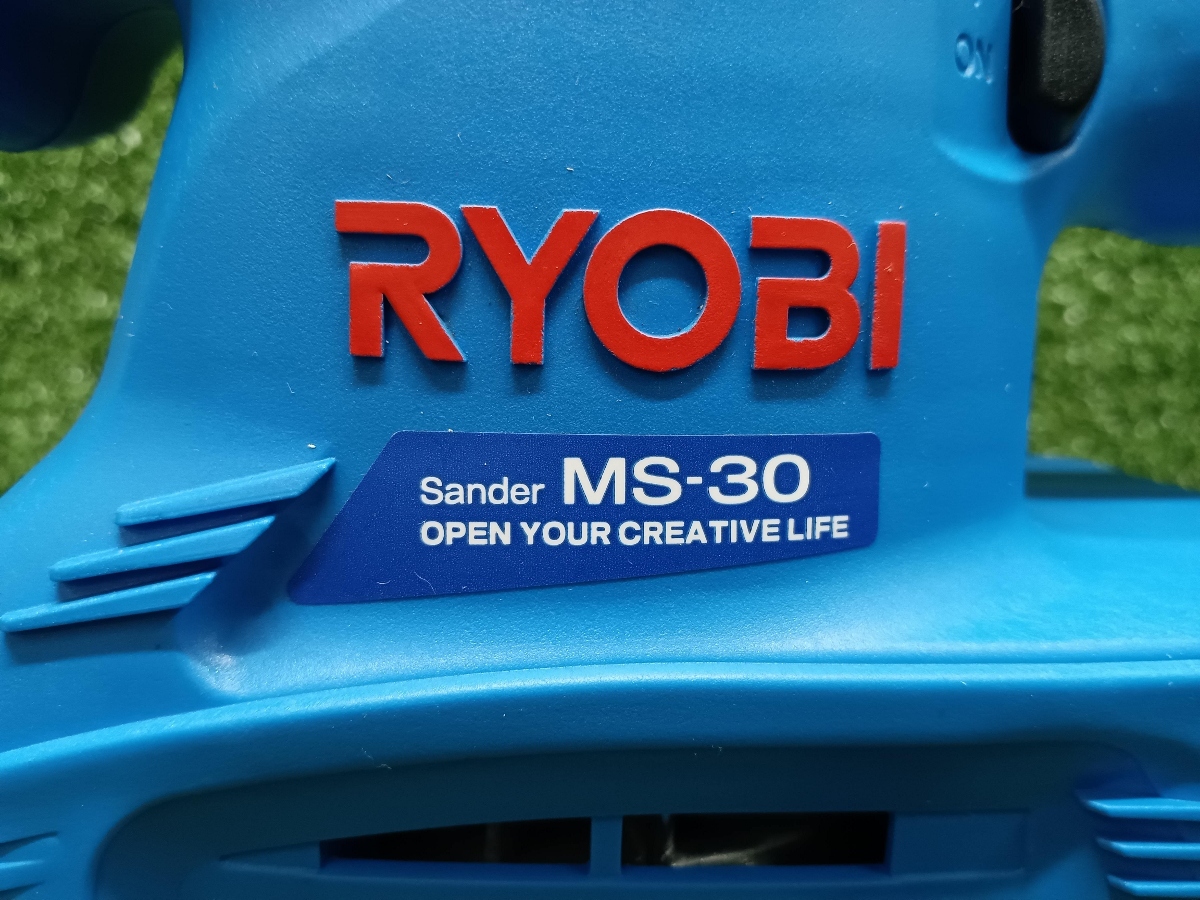 ON
RYOBI
Sander MS-30
OPEN YOUR CREATIVE LIFE